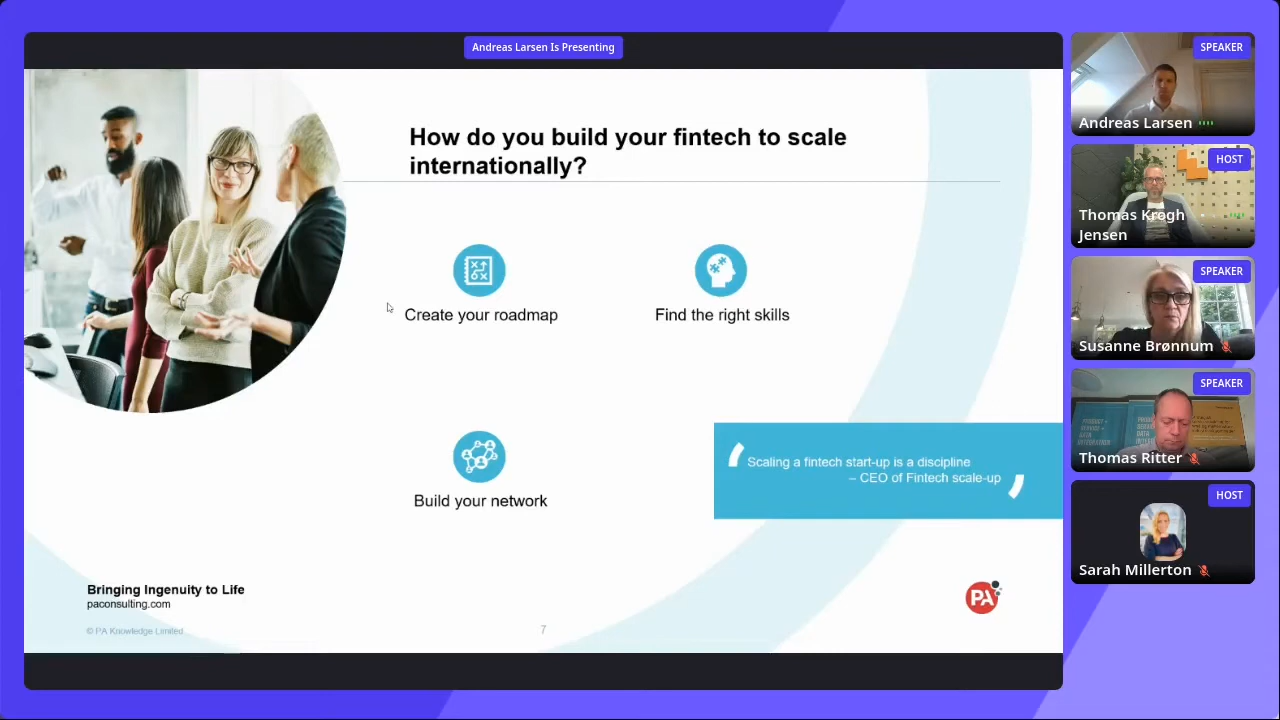 Andreas Larsen Is Presenting
How do you build your fintech to scale
internationally?
Create your roadmap
Find the right skills
Build your network
Scaling a fintech start-up is a discipline
– CEO of Fintech scale-up
Bringing Ingenuity to Life
paconsulting.com
© PA Knowledge Limited
7
PA
SPEAKER
Andreas Larsen
HOST
Thomas Krogh
Jensen
SPEAKER
Susanne Brønnum
SPEAKER
Thomas Ritter
HOST
Sarah Millerton